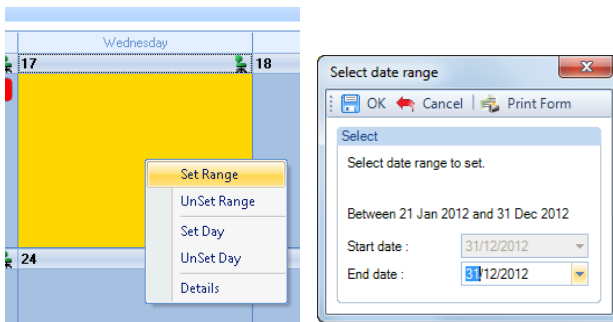 Wednesday
17
18
Set Range
UnSet Range
Set Day
UnSet Day
Details
24
Select date range
OK Cancel Print Form
Select
Select date range to set.
Between 21 Jan 2012 and 31 Dec 2012
Start date : 31/12/2012
End date : 31/12/2012